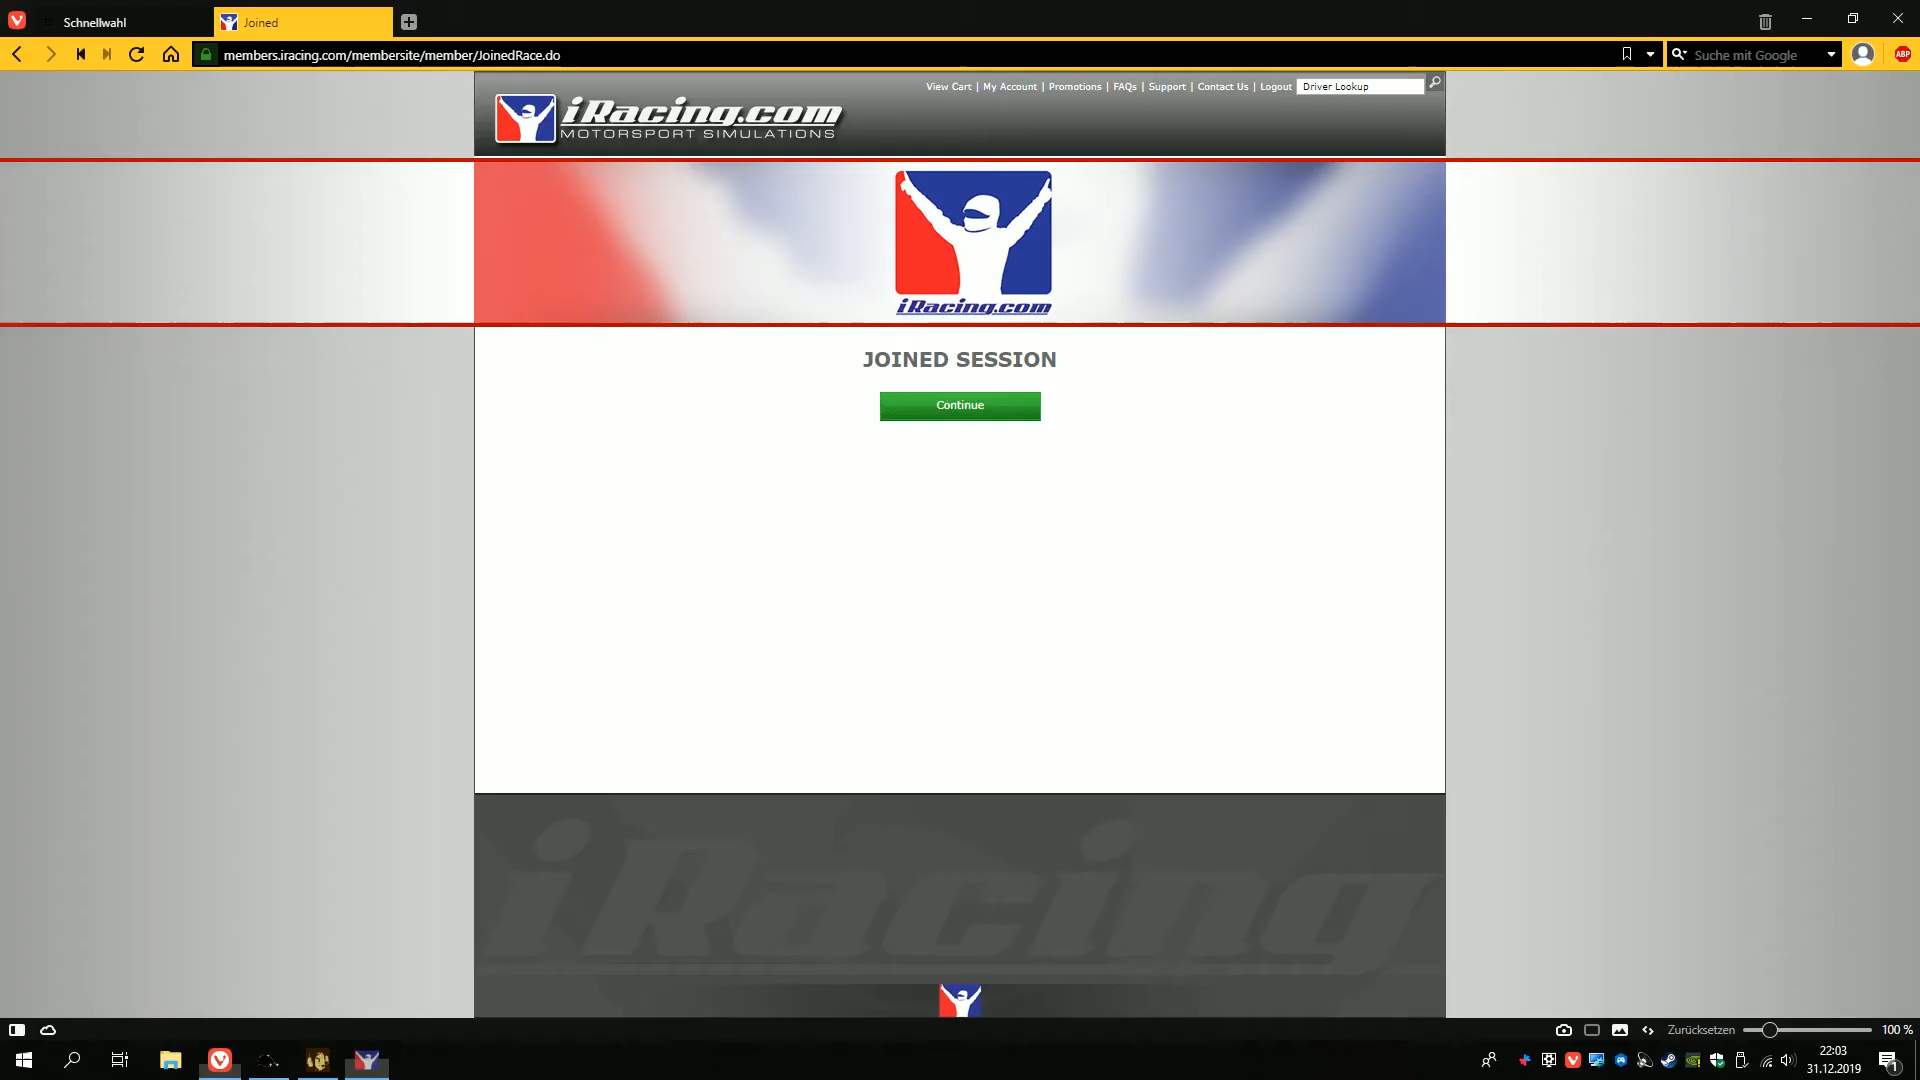 Schnellwahl
Joined
members.iracing.com/membersite/member/JoinedRace.do
Suche mit Google
ABP
View Cart | My Account | Promotions | FAQs | Support | Contact Us | Logout
Driver Lookup
iRacing.com
MOTORSPORT SIMULATIONS
iRacing.com
JOINED SESSION
Continue
iRacing
Zurücksetzen
100 %
22:03
31.12.2019
1